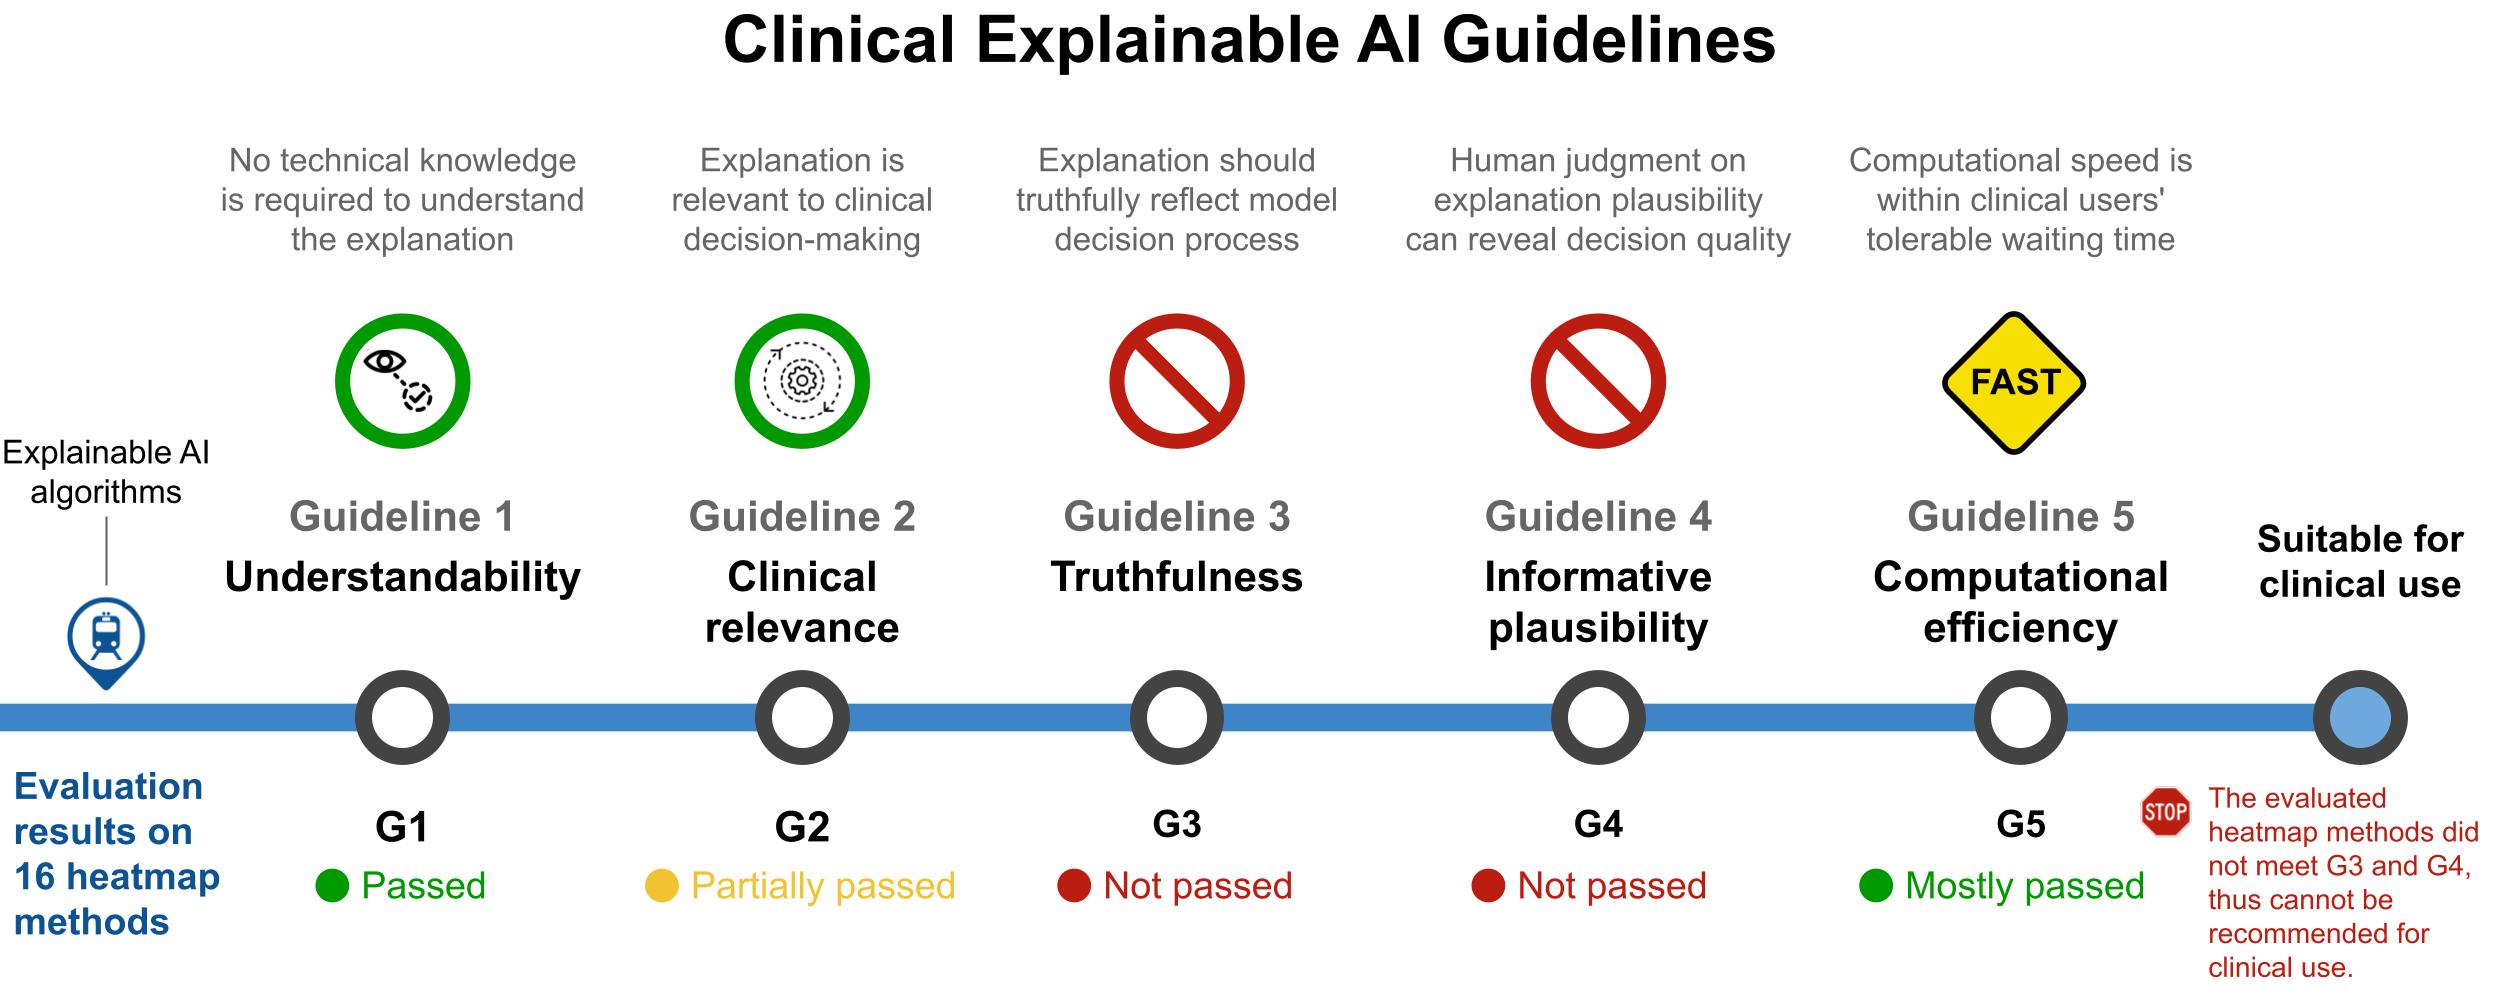 Clinical Explainable AI Guidelines
No technical knowledge
is required to understand
the explanation
Explanation is
relevant to clinical
decision-making
Explanation should
truthfully reflect model
decision process
Human judgment on
explanation plausibility
can reveal decision quality
Computational speed is
within clinical users'
tolerable waiting time
FAST
Explainable AI
algorithms
Guideline 1
Understandability
Guideline 2
Clinical
relevance
Guideline 3
Truthfulness
Guideline 4
Informative
plausibility
Guideline 5
Computational
efficiency
Suitable for
clinical use
Evaluation
results on
16 heatmap
methods
G1
Passed
G2
Partially passed
G3
Not passed
G4
Not passed
G5
Mostly passed
STOP
The evaluated
heatmap methods did
not meet G3 and G4,
thus cannot be
recommended for
clinical use.